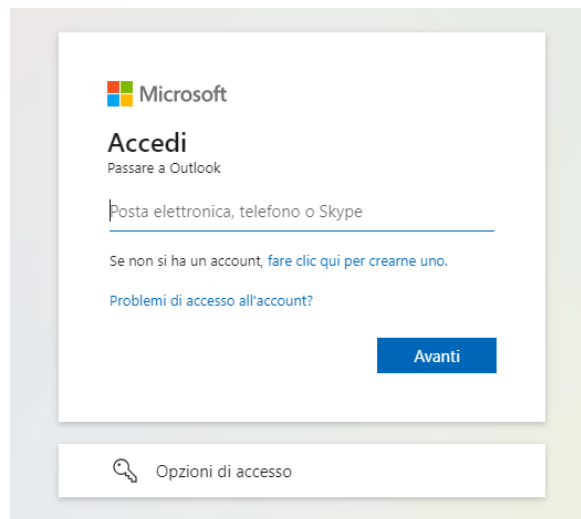 Microsoft
Accedi
Passare a Outlook
Posta elettronica, telefono o Skype
Se non si ha un account, fare clic qui per crearne uno.
Problemi di accesso all'account?
Avanti
Opzioni di accesso